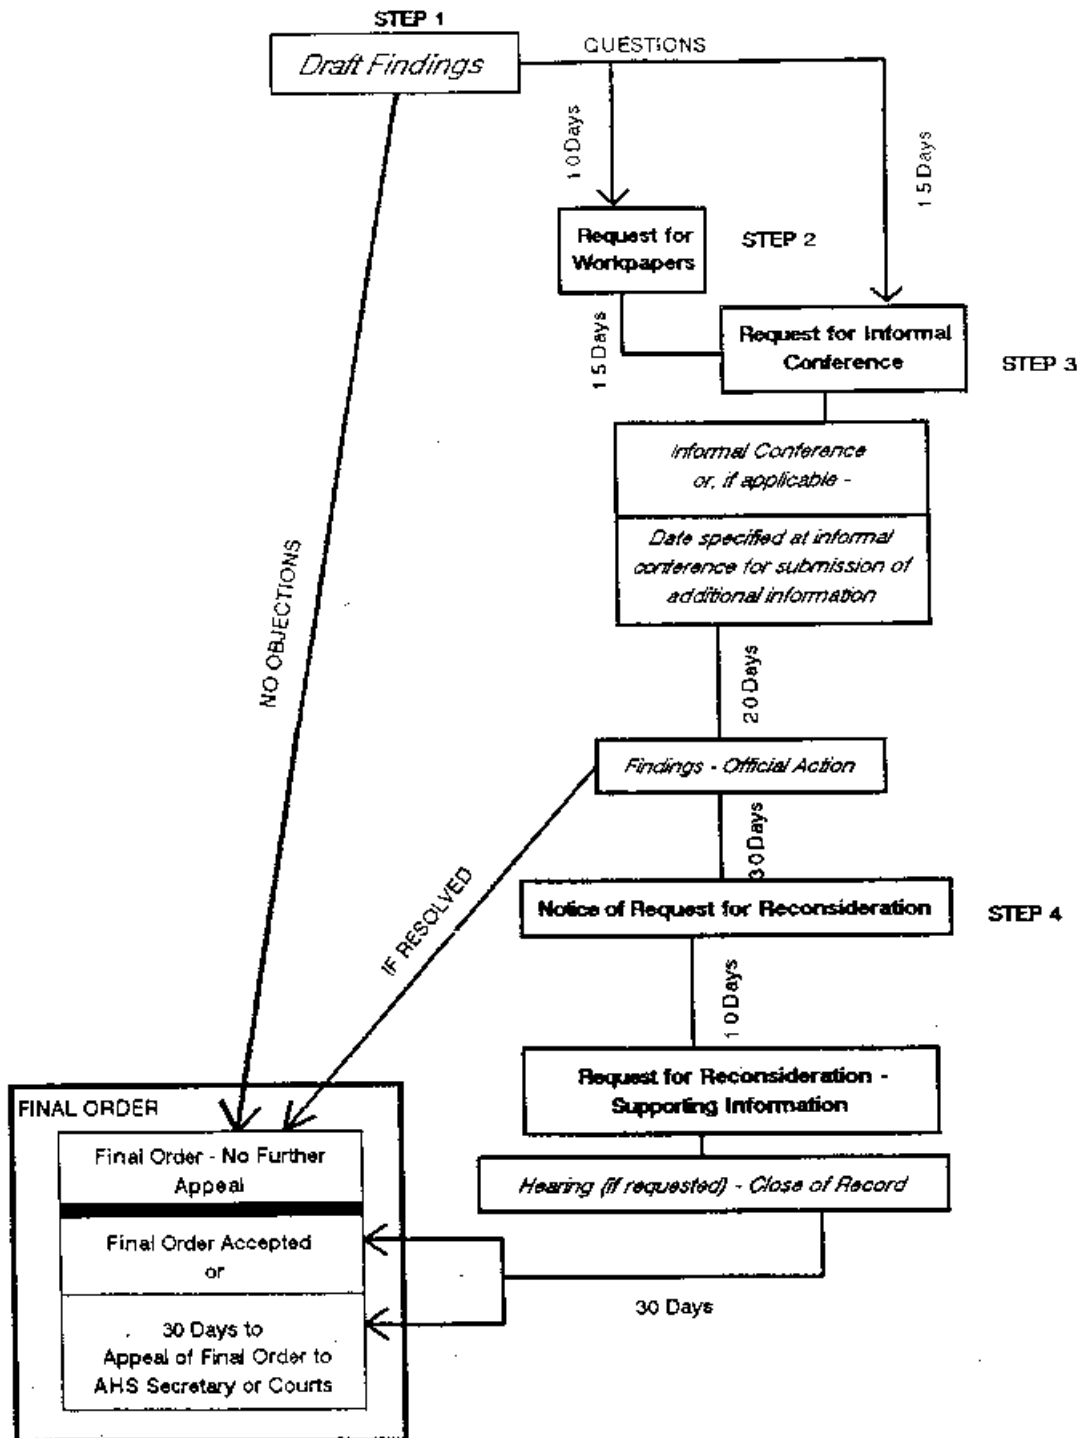 STEP 1
QUESTIONS
Draft Findings
10 Days
15 Days
Request for
Workpapers
STEP 2
15 Days
Request for Informal
Conference
STEP 3
Informal Conference
or, if applicable -
Date specified at informal
conference for submission of
additional information
NO OBJECTIONS
20 Days
Findings - Official Action
30 Days
IF RESOLVED
Notice of Request for Reconsideration
STEP 4
10 Days
Request for Reconsideration -
Supporting Information
FINAL ORDER
Final Order - No Further
Appeal
Hearing (if requested) - Close of Record
Final Order Accepted
or
30 Days
30 Days to
Appeal of Final Order to
AHS Secretary or Courts